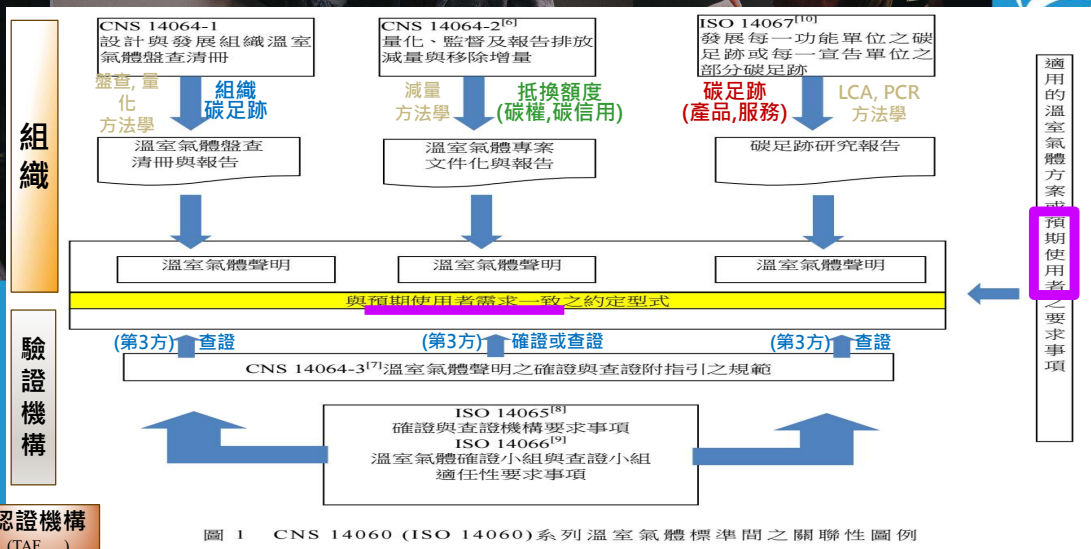 CNS 14064-1
設計與發展組織溫室
氣體盤查清冊
CNS 14064-2[6]
量化、監督及報告排放
減量與移除增量
ISO 14067[10]
發展每一功能單位之碳
足跡或每一宣告單位之
部分碳足跡
盤查, 量
化
方法學
組織
碳足跡
減量
方法學
抵換額度
(碳權,碳信用)
碳足跡
(產品,服務)
LCA, PCR
方法學
組織
溫室氣體盤查
清冊與報告
溫室氣體專案
文件化與報告
碳足跡研究報告
適用的溫室氣體方案或預期使用者之要求事項
溫室氣體聲明
溫室氣體聲明
溫室氣體聲明
與預期使用者需求一致之約定型式
驗證機構
(第3方) 查證
(第3方) 確證或查證
(第3方) 查證
CNS 14064-3[7]溫室氣體聲明之確證與查證附指引之規範
ISO 14065[8]
確證與查證機構要求事項
ISO 14066[9]
溫室氣體確證小組與查證小組
適任性要求事項
認證機構
(TAF )
圖 1 CNS 14060 (ISO 14060)系列溫室氣體標準間之關聯性圖例